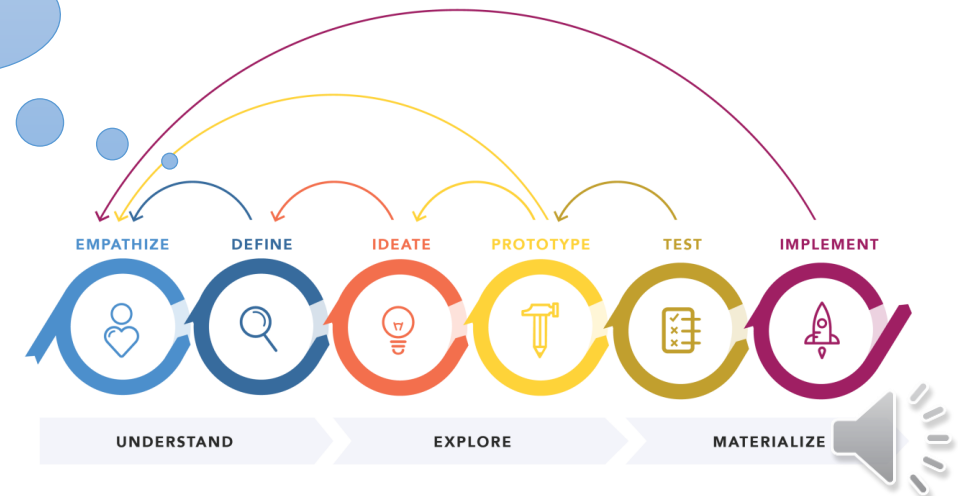 EMPATHIZE DEFINE IDEATE PROTOTYPE TEST IMPLEMENT
UNDERSTAND EXPLORE MATERIALIZE